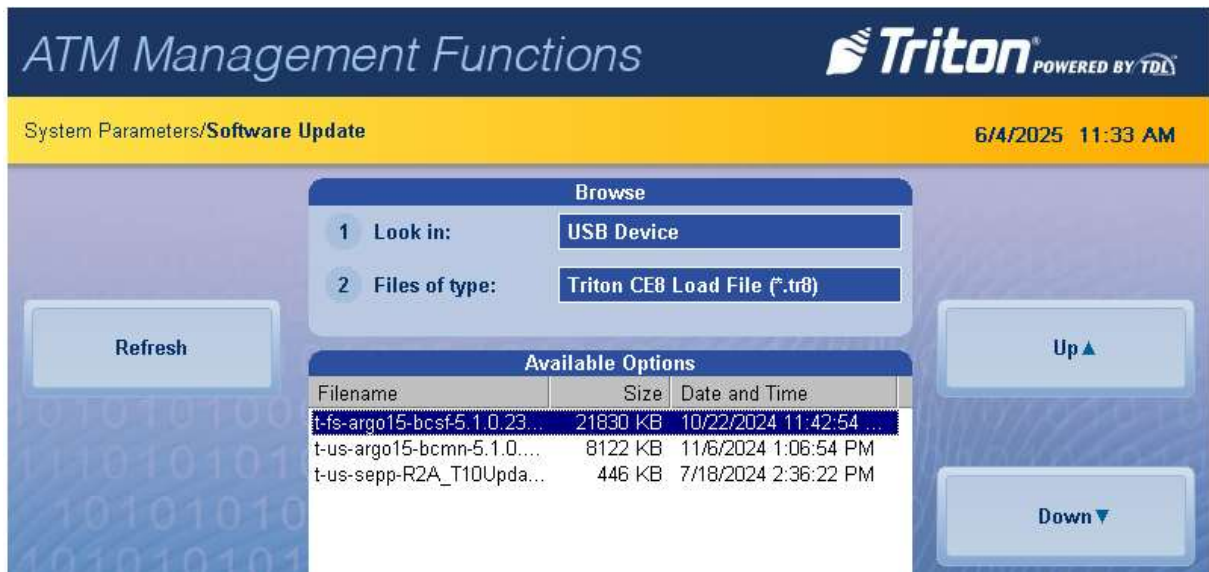 ATM Management Functions
Triton® POWERED BY TDL
System Parameters/Software Update
6/4/2025 11:33 AM
Browse
1 Look in: USB Device
2 Files of type: Triton CE8 Load File (*.tr8)
Refresh
Up▲
Available Options
Filename Size Date and Time
t-fs-argo15-bcsf-5.1.0.23... 21830 KB 10/22/2024 11:42:54 ...
t-us-argo15-bcmn-5.1.0.... 8122 KB 11/6/2024 1:06:54 PM
t-us-sepp-R2A_T10Upda... 446 KB 7/18/2024 2:36:22 PM
Down▼